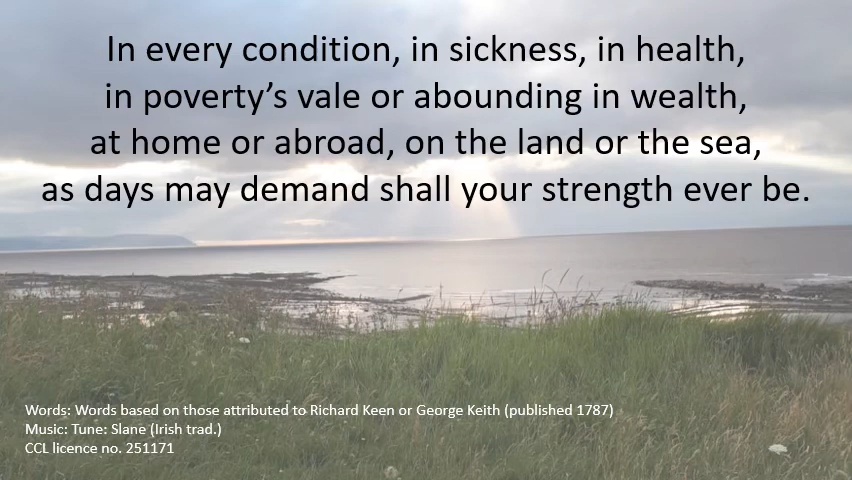 In every condition, in sickness, in health,
in poverty’s vale or abounding in wealth,
at home or abroad, on the land or the sea,
as days may demand shall your strength ever be.
Words: Words based on those attributed to Richard Keen or George Keith (published 1787)
Music: Tune: Slane (Irish trad.)
CCL licence no. 251171